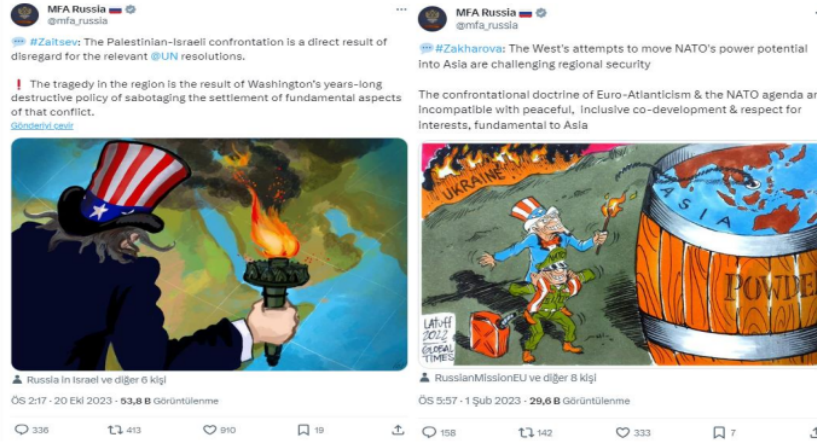 MFA Russia
@mfa_russia
#Zaitsev: The Palestinian-Israeli confrontation is a direct result of
disregard for the relevant @UN resolutions.
The tragedy in the region is the result of Washington's years-long
destructive policy of sabotaging the settlement of fundamental aspects
of that conflict.
Gönderiyi çevir
Russia in Israel ve diğer 6 kişi
ÖS 2:17 · 20 Eki 2023 · 53,8 B Görüntülenme
336 413 910 19
MFA Russia
@mfa_russia
#Zakharova: The West's attempts to move NATO's power potential
into Asia are challenging regional security
The confrontational doctrine of Euro-Atlanticism & the NATO agenda ar
incompatible with peaceful, inclusive co-development & respect for
interests, fundamental to Asia
UKRAINE
ASIA
POWDE
LATUFF
2022
GLOBAL
TIMES
RussianMissionEU ve diğer 8 kişi
ÖS 5:57 · 1 Şub 2023 · 29,6 B Görüntülenme
158 142 333 7